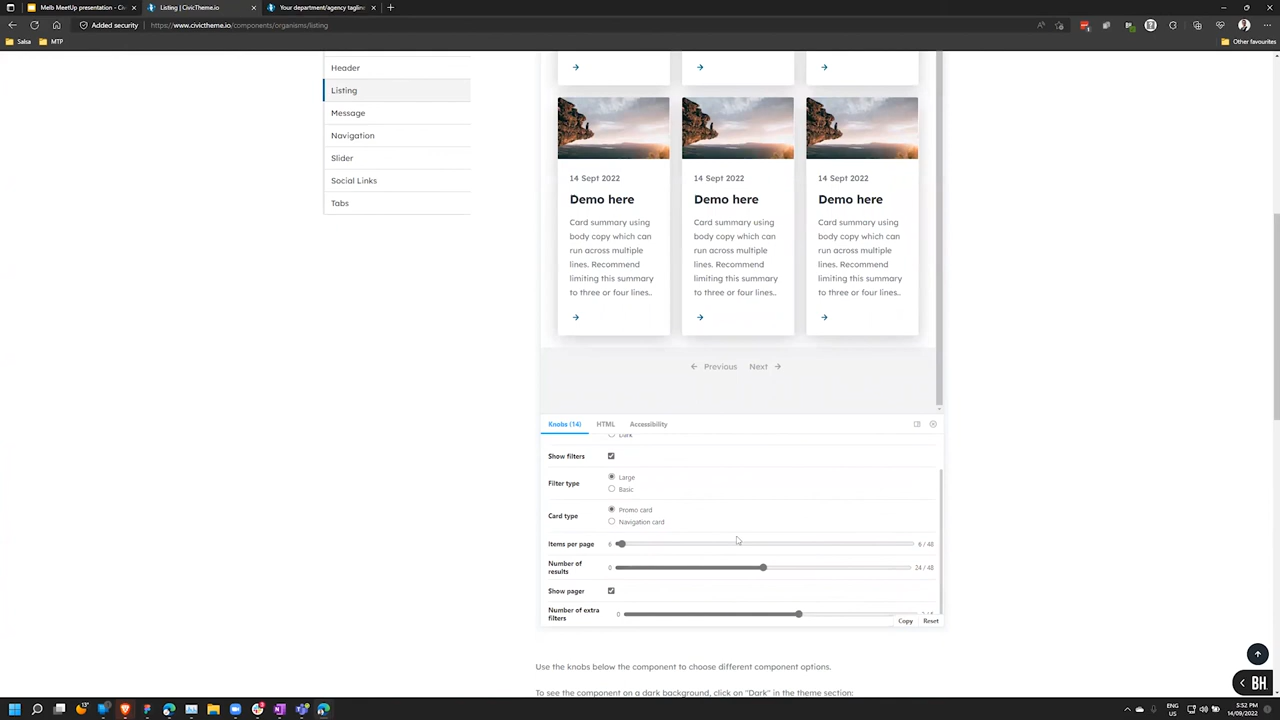 Melb MeetUp presentation - Civic
Listing | CivicTheme.io
Your department/agency tagline
Added security
https://www.civictheme.io/components/organisms/listing
Salsa
MTP
Other favourites
Header
Listing
Message
Navigation
Slider
Social Links
Tabs
14 Sept 2022
Demo here
Card summary using
body copy which can
run across multiple
lines. Recommend
limiting this summary
to three or four lines..
14 Sept 2022
Demo here
Card summary using
body copy which can
run across multiple
lines. Recommend
limiting this summary
to three or four lines..
14 Sept 2022
Demo here
Card summary using
body copy which can
run across multiple
lines. Recommend
limiting this summary
to three or four lines..
Previous Next
Knobs (14) HTML Accessibility
Dark
Show filters
Filter type
Large
Basic
Card type
Promo card
Navigation card
Items per page 6 6 / 48
Number of
results
0 24 / 48
Show pager
Number of extra
filters
0
Copy Reset
Use the knobs below the component to choose different component options.
To see the component on a dark background, click on "Dark" in the theme section:
BH
13°
ENG
US
5:52 PM
14/09/2022